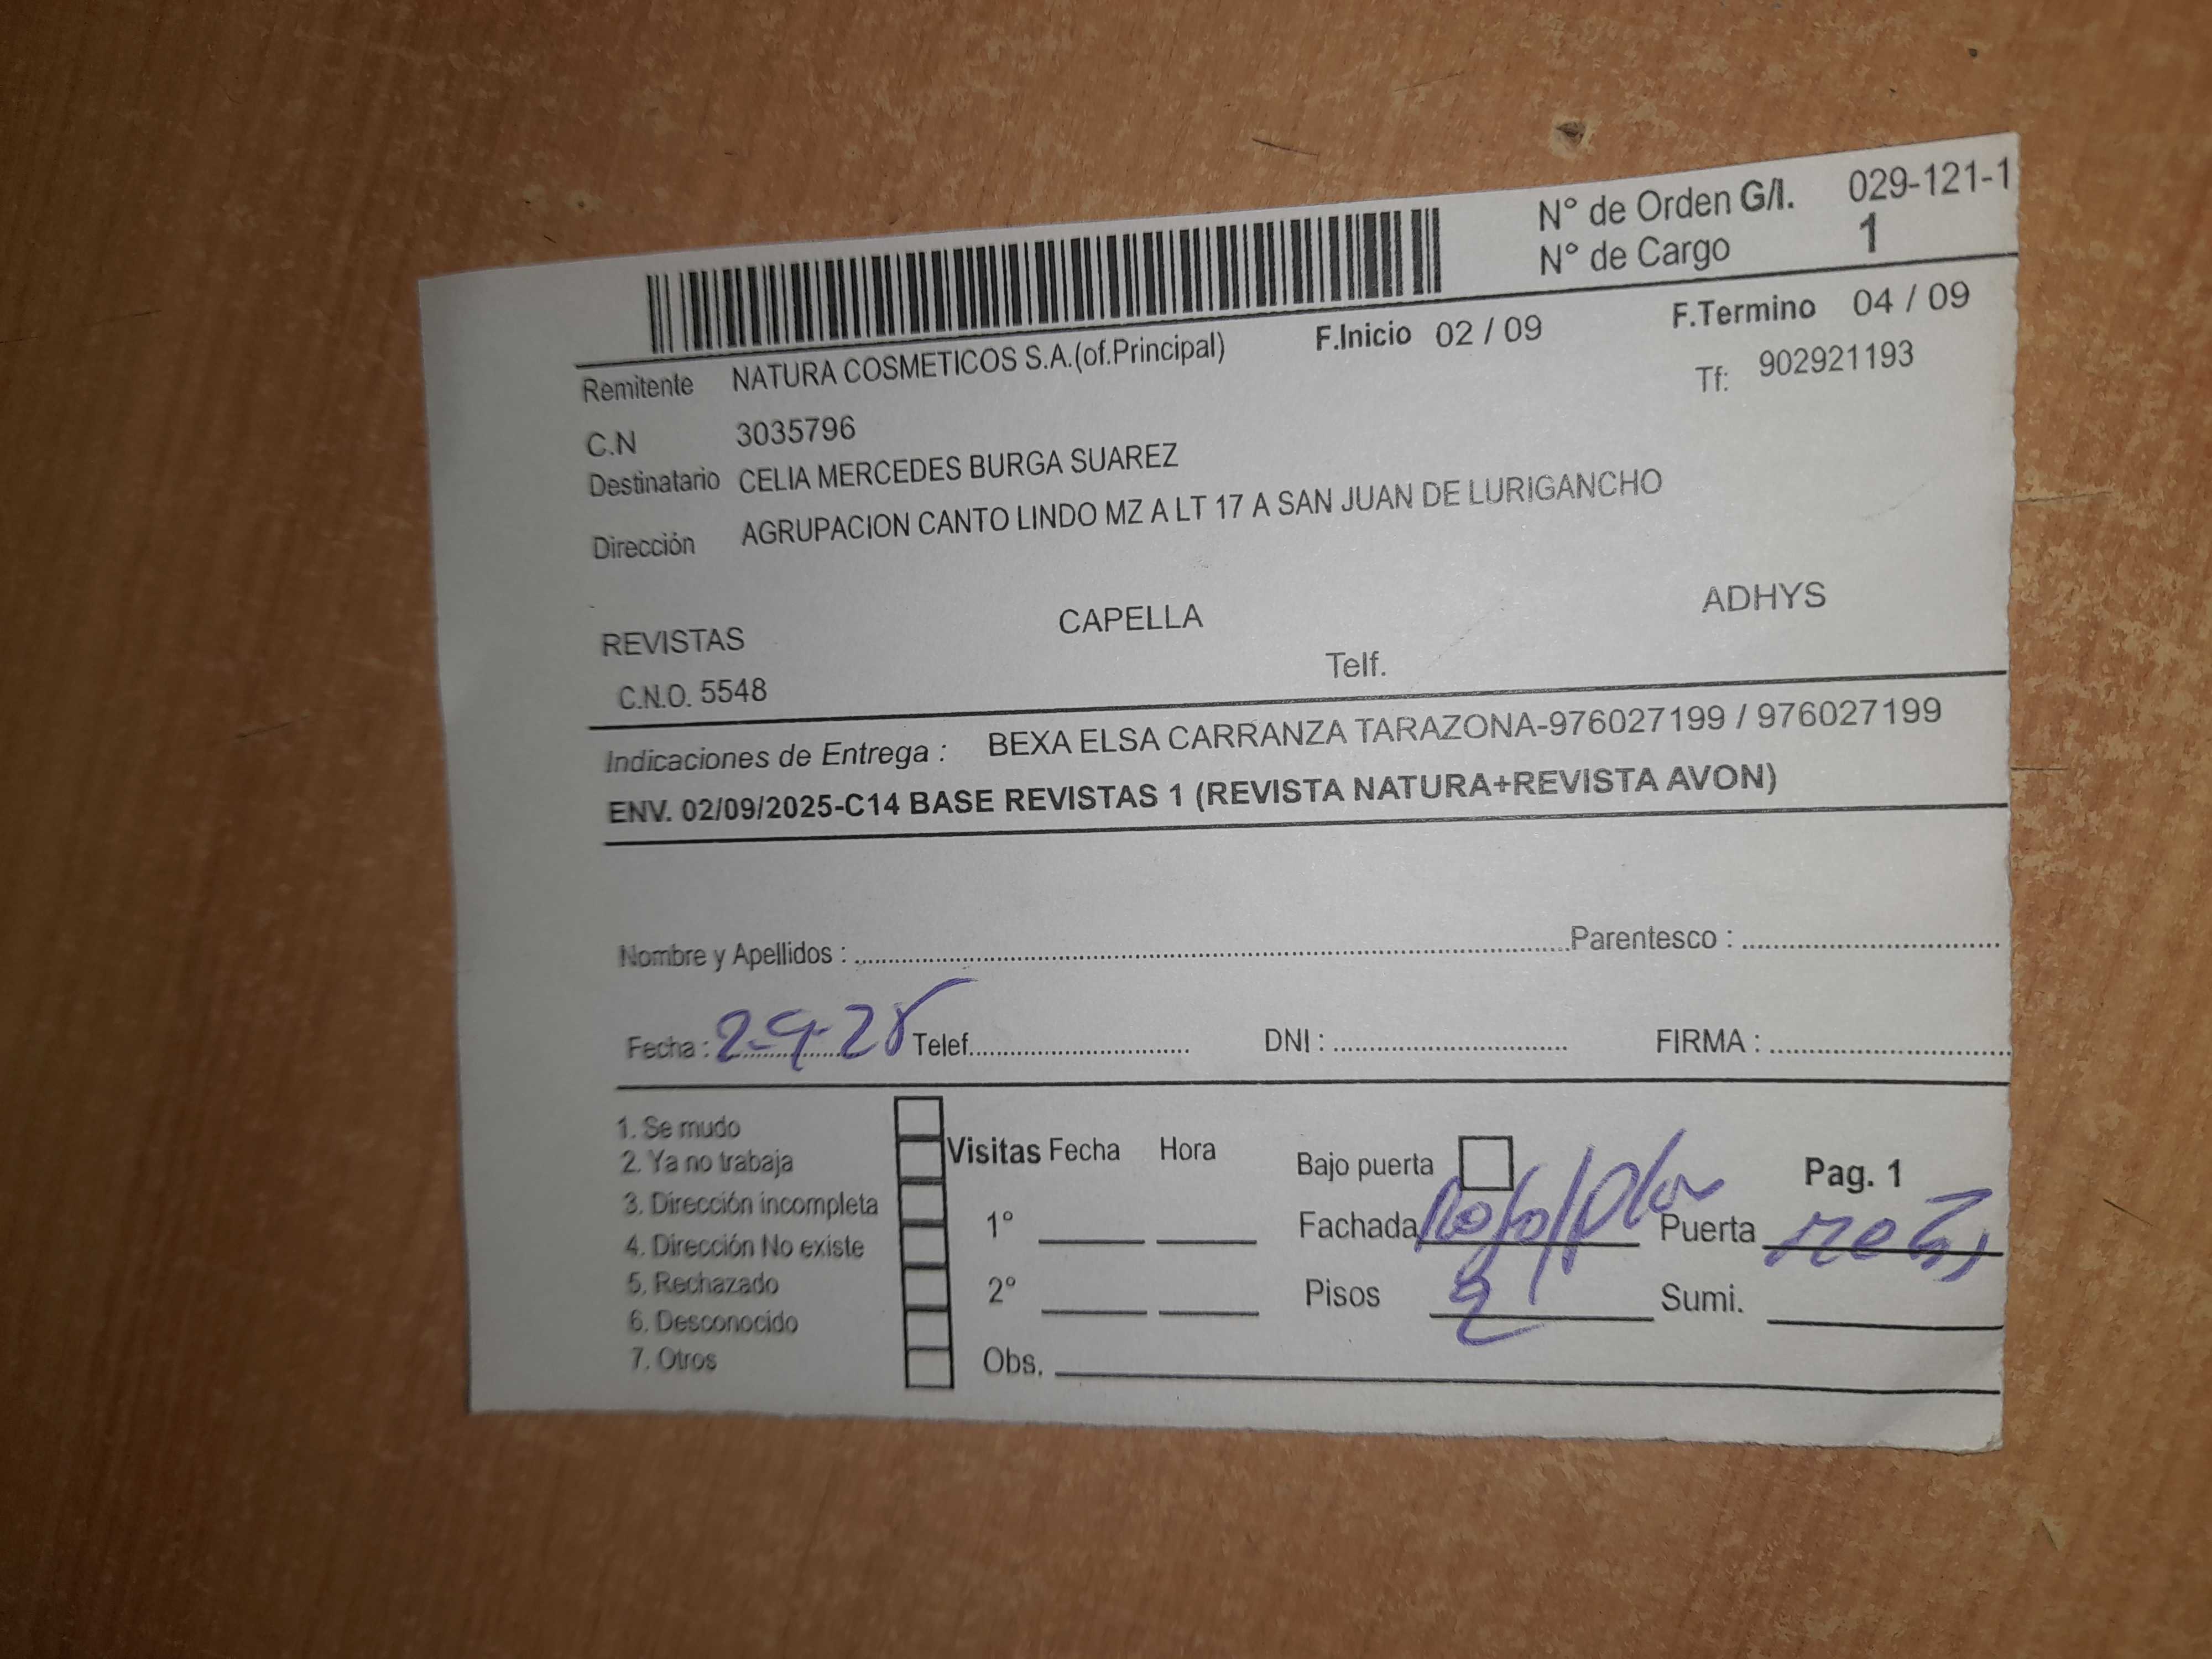 N° de Orden G/I. 029-121-1
N° de Cargo 1
F.Inicio 02 / 09 F.Termino 04 / 09
Remitente NATURA COSMETICOS S.A.(of.Principal) Tf: 902921193
C.N 3035796
Destinatario CELIA MERCEDES BURGA SUAREZ
Dirección AGRUPACION CANTO LINDO MZ A LT 17 A SAN JUAN DE LURIGANCHO
REVISTAS CAPELLA ADHYS
C.N.O. 5548 Telf.
Indicaciones de Entrega : BEXA ELSA CARRANZA TARAZONA-976027199 / 976027199
ENV. 02/09/2025-C14 BASE REVISTAS 1 (REVISTA NATURA+REVISTA AVON)
Nombre y Apellidos : Parentesco :
Fecha : 2-9-25 Telef. DNI : FIRMA :
1. Se mudo
2. Ya no trabaja
3. Dirección incompleta
4. Dirección No existe
5. Rechazado
6. Desconocido
7. Otros
Visitas Fecha Hora
1°
2°
Obs.
Bajo puerta Pag. 1
Fachada Puerta
Pisos 2 Sumi.